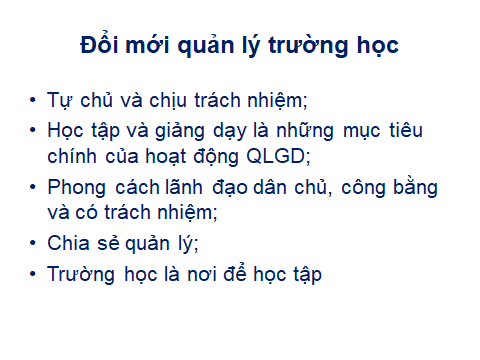 Đổi mới quản lý trường học
• Tự chủ và chịu trách nhiệm;
• Học tập và giảng dạy là những mục tiêu
chính của hoạt động QLGD;
• Phong cách lãnh đạo dân chủ, công bằng
và có trách nhiệm;
• Chia sẻ quản lý;
• Trường học là nơi để học tập